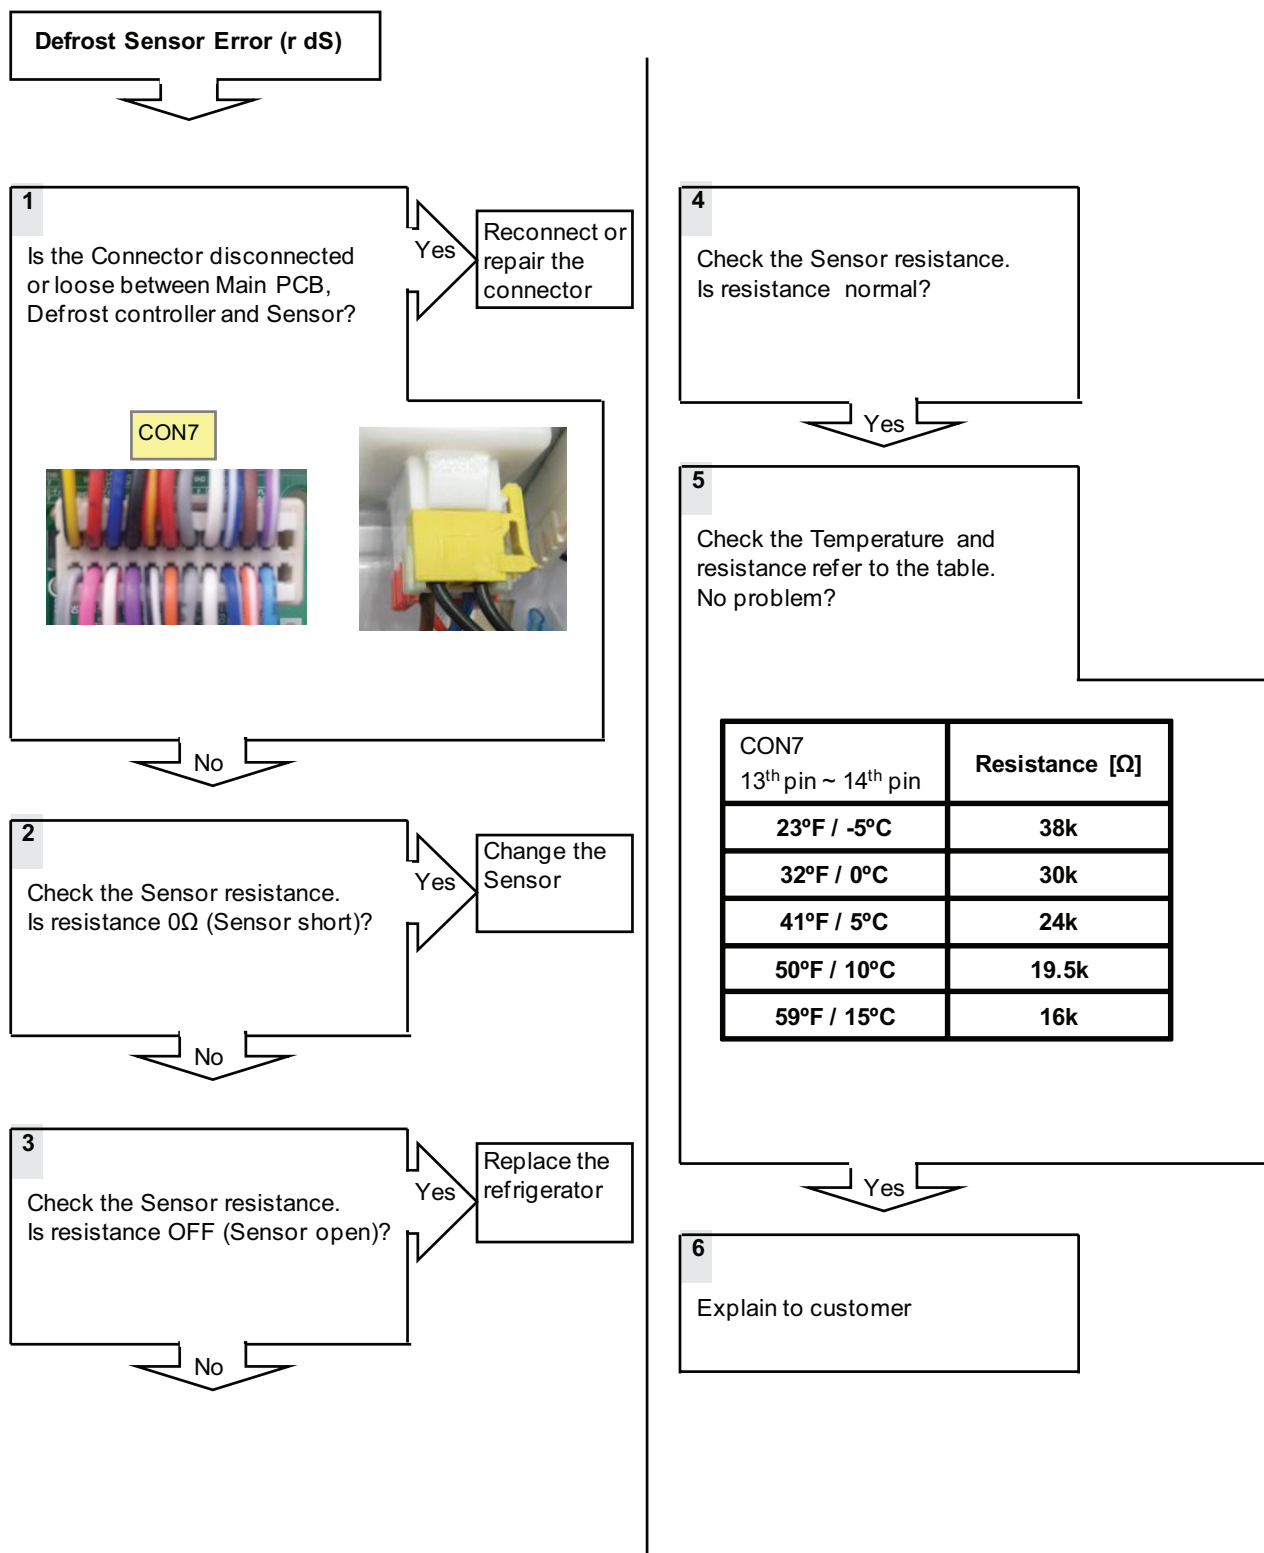 Defrost Sensor Error (r dS)
1
Is the Connector disconnected
or loose between Main PCB,
Defrost controller and Sensor?
Yes
Reconnect or
repair the
connector
CON7
No
2
Check the Sensor resistance.
Is resistance 0Ω (Sensor short)?
Yes
Change the
Sensor
No
3
Check the Sensor resistance.
Is resistance OFF (Sensor open)?
Yes
Replace the
refrigerator
No
4
Check the Sensor resistance.
Is resistance normal?
Yes
5
Check the Temperature and
resistance refer to the table.
No problem?
CON7
13th pin ~ 14th pin
Resistance [Ω]
23ºF / -5ºC 38k
32ºF / 0ºC 30k
41ºF / 5ºC 24k
50ºF / 10ºC 19.5k
59ºF / 15ºC 16k
Yes
6
Explain to customer